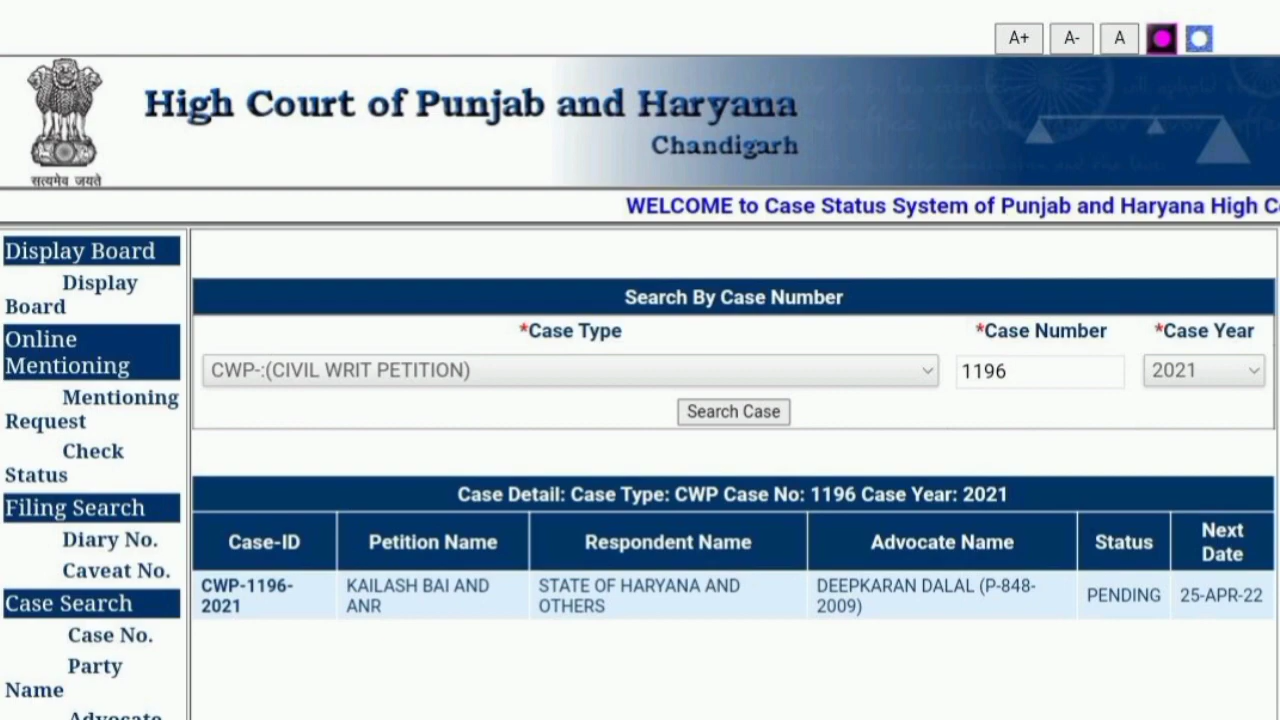 A+ A- A
High Court of Punjab and Haryana
Chandigarh
सत्यमेव जयते
WELCOME to Case Status System of Punjab and Haryana High
Display Board
Display
Board
Online
Mentioning
Mentioning
Request
Check
Status
Filing Search
Diary No.
Caveat No.
Case Search
Case No.
Party
Name
Advocate
Search By Case Number
*Case Type *Case Number *Case Year
CWP-:(CIVIL WRIT PETITION) 1196 2021
Search Case
Case Detail: Case Type: CWP Case No: 1196 Case Year: 2021
Case-ID Petition Name Respondent Name Advocate Name Status Next
Date
CWP-1196- KAILASH BAI AND STATE OF HARYANA AND DEEPKARAN DALAL (P-848- PENDING 25-APR-22
2021 ANR OTHERS 2009)